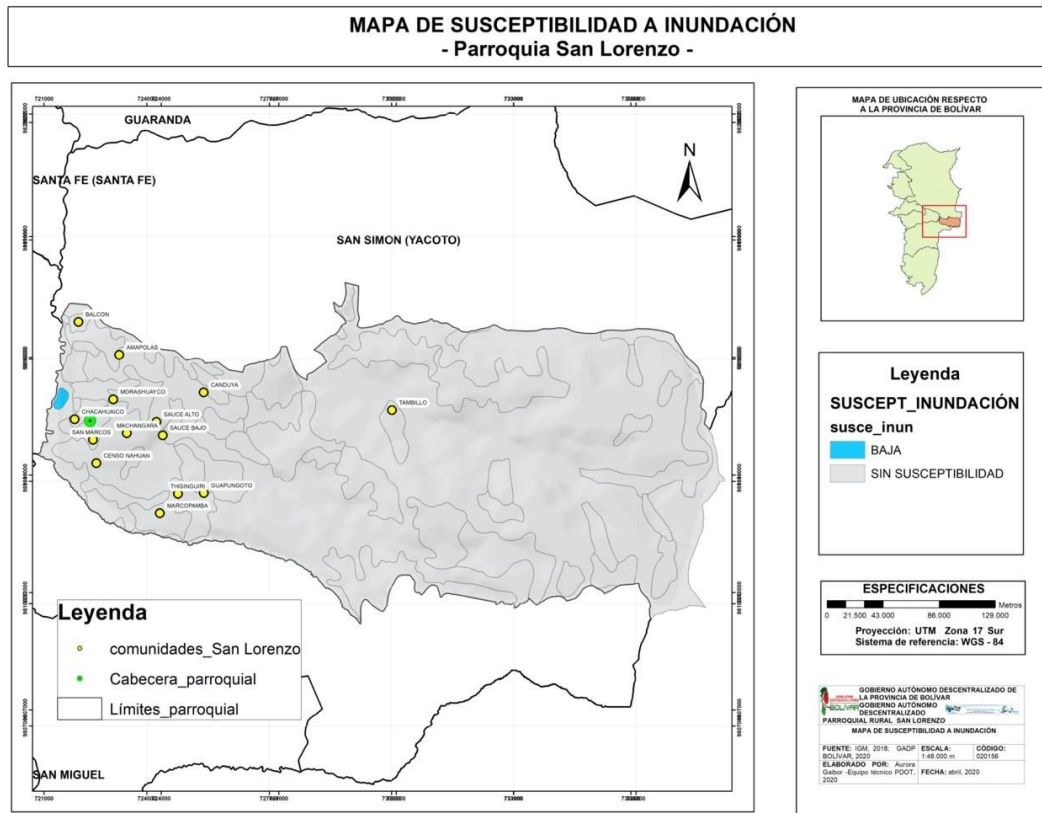 MAPA DE SUSCEPTIBILIDAD A INUNDACIÓN
- Parroquia San Lorenzo -
721000
GUARANDA
SANTA FE (SANTA FE)
N
SAN SIMON (YACOTO)
BALCON
AMAPOLAS
MORASHUAYCO
CANDUYA
CHACAHUAICO
SAUCE ALTO
TAMBILLO
SAN MARCOS
MACHANGARA
SAUCE BAJO
CENSO NAHUAN
THISINGUIRI
GUAPUNGOTO
MARCOPAMBA
Leyenda
comunidades_San Lorenzo
Cabecera_parroquial
Límites_parroquial
SAN MIGUEL
721000
MAPA DE UBICACIÓN RESPECTO
A LA PROVINCIA DE BOLÍVAR
Leyenda
SUSCEPT_INUNDACIÓN
susce_inun
BAJA
SIN SUSCEPTIBILIDAD
ESPECIFICACIONES
Metros
0 21.500 43.000 86.000 129.000
Proyección: UTM Zona 17 Sur
Sistema de referencia: WGS - 84
GOBIERNO AUTÓNOMO DESCENTRALIZADO DE
LA PROVINCIA DE BOLÍVAR
GOBIERNO AUTÓNOMO
BOLÍVAR DESCENTRALIZADO
PARROQUIAL RURAL SAN LORENZO
MAPA DE SUSCEPTIBILIDAD A INUNDACIÓN
FUENTE: IGM, 2018; GADP
BOLÍVAR, 2020
ESCALA:
1:48.000 m
CÓDIGO:
020156
ELABORADO POR: Aurora
Gaibor -Equipo técnico PDOT,
2020
FECHA: abril, 2020